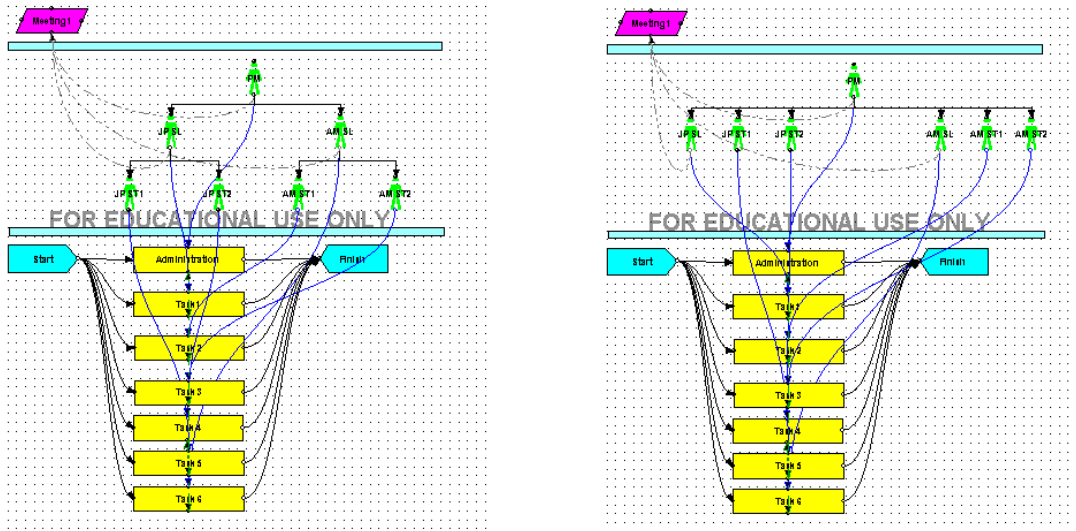 Meeting1
PM
JP SL
AM SL
JP ST1
JP ST2
AM ST1
AM ST2
FOR EDUCATIONAL USE ONLY
Start
Administration
Finish
Task1
Task 2
Task 3
Task 4
Task 5
Task 6
Meeting1
PM
JP SL
JP ST1
JP ST2
AM SL
AM ST1
AM ST2
FOR EDUCATIONAL USE ONLY
Start
Administration
Finish
Task 1
Task 2
Task 3
Task 4
Task 5
Task 6